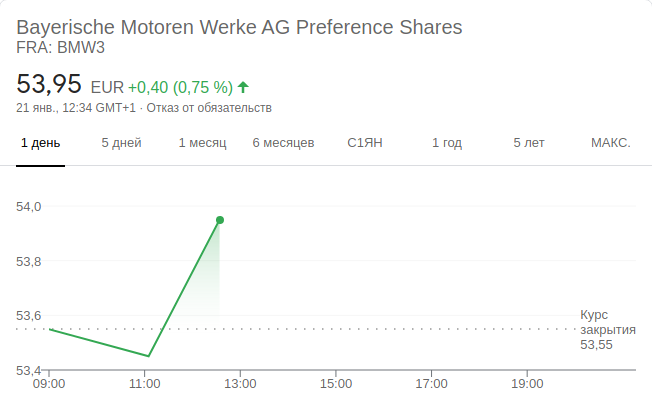 Bayerische Motoren Werke AG Preference Shares
FRA: BMW3
53,95 EUR +0,40 (0,75 %)
21 янв., 12:34 GMT+1 · Отказ от обязательств
1 день 5 дней 1 месяц 6 месяцев С1ЯН 1 год 5 лет МАКС.
54,0
53,8
53,6
53,4
Курс
закрытия
53,55
09:00 11:00 13:00 15:00 17:00 19:00